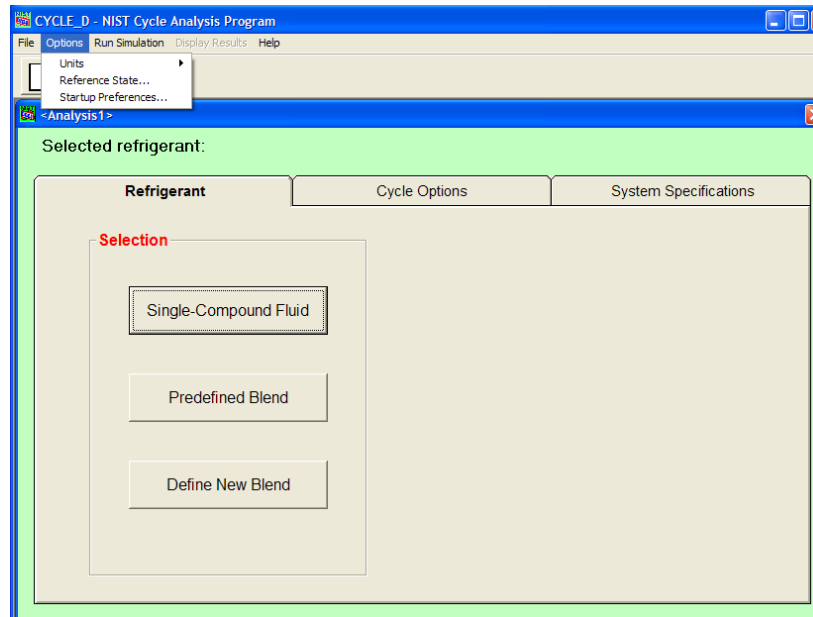 CYCLE_D - NIST Cycle Analysis Program
File Options Run Simulation Display Results Help
Units
Reference State...
Startup Preferences...
<Analysis1>
Selected refrigerant:
Refrigerant Cycle Options System Specifications
Selection
Single-Compound Fluid
Predefined Blend
Define New Blend